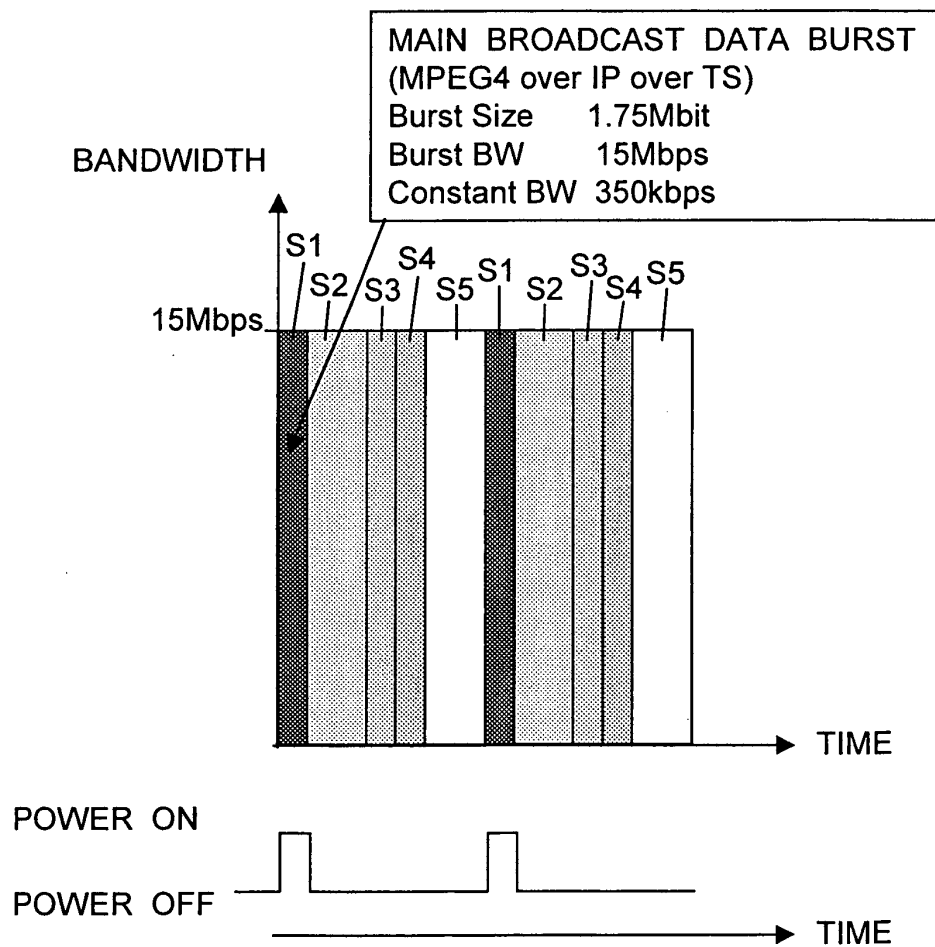 MAIN BROADCAST DATA BURST
(MPEG4 over IP over TS)
Burst Size 1.75Mbit
Burst BW 15Mbps
Constant BW 350kbps
BANDWIDTH
S1 S2 S3 S4 S5 S1 S2 S3 S4 S5
15Mbps
TIME
POWER ON
POWER OFF
TIME